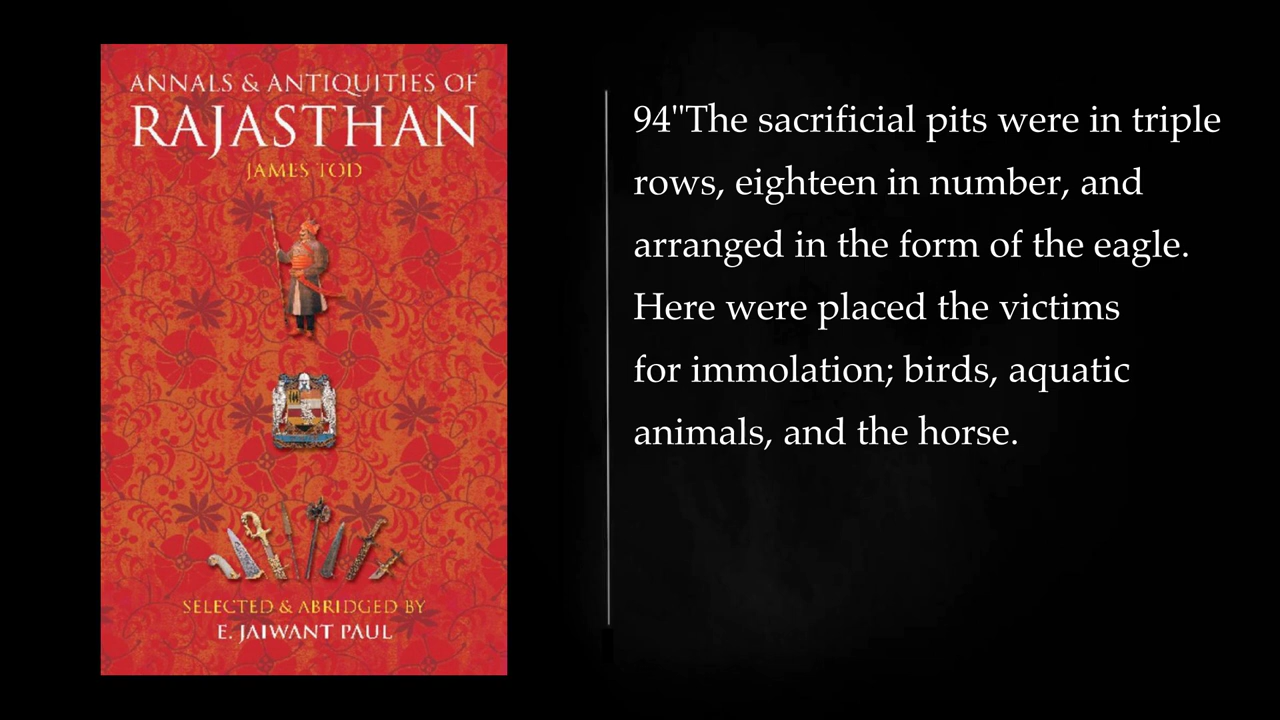 ANNALS & ANTIQUITIES OF
RAJASTHAN
JAMES TOD
SELECTED & ABRIDGED BY
E. JAIWANT PAUL
94"The sacrificial pits were in triple
rows, eighteen in number, and
arranged in the form of the eagle.
Here were placed the victims
for immolation; birds, aquatic
animals, and the horse.